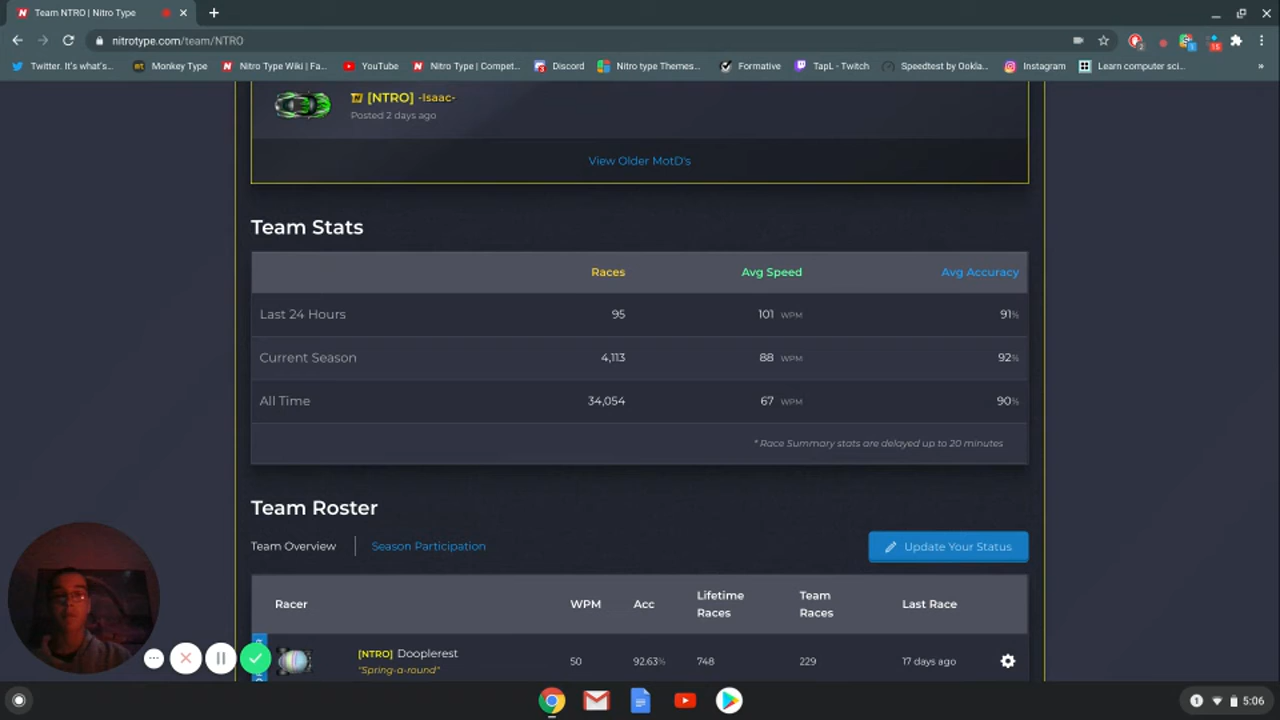 Team NTRO | Nitro Type
nitrotype.com/team/NTRO
Twitter. It's what's...
Monkey Type
Nitro Type Wiki | Fa...
YouTube
Nitro Type | Compet...
Discord
Nitro type Themes...
Formative
TapL - Twitch
Speedtest by Ookla...
Instagram
Learn computer sci...
»
[NTRO] -Isaac-
Posted 2 days ago
View Older MotD's
Team Stats
Races Avg Speed Avg Accuracy
Last 24 Hours 95 101 WPM 91%
Current Season 4,113 88 WPM 92%
All Time 34,054 67 WPM 90%
* Race Summary stats are delayed up to 20 minutes
Team Roster
Team Overview Season Participation Update Your Status
Racer WPM Acc Lifetime Races Team Races Last Race
[NTRO] Dooplerest 50 92.63% 748 229 17 days ago
"Spring-a-round"
1 5:06